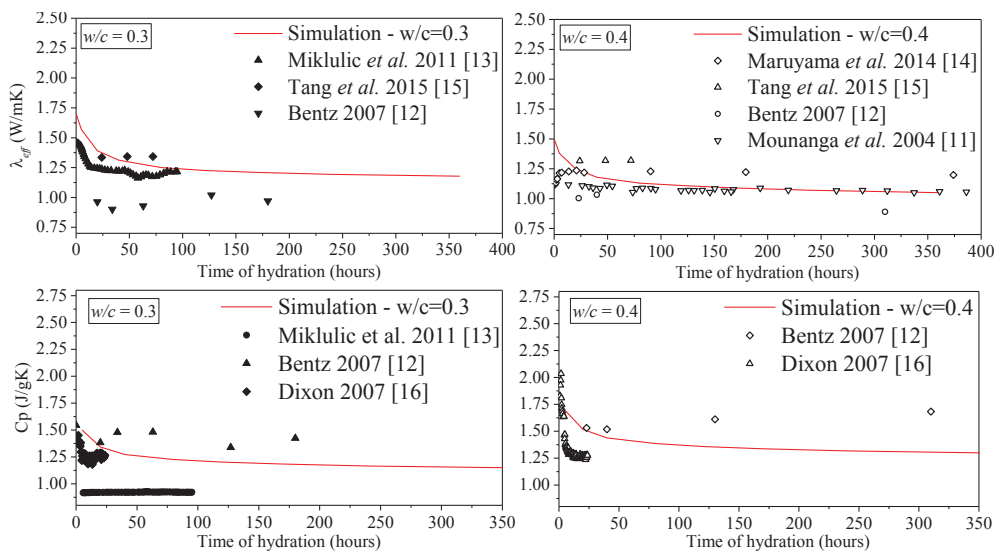 2.50
2.25
2.00
1.75
1.50
1.25
1.00
0.75
λeff (W/mK)
w/c = 0.3
Simulation - w/c=0.3
Miklulic et al. 2011 [13]
Tang et al. 2015 [15]
Bentz 2007 [12]
0 50 100 150 200 250 300 350 400
Time of hydration (hours)
2.50
2.25
2.00
1.75
1.50
1.25
1.00
0.75
w/c = 0.4
Simulation - w/c=0.4
Maruyama et al. 2014 [14]
Tang et al. 2015 [15]
Bentz 2007 [12]
Mounanga et al. 2004 [11]
0 50 100 150 200 250 300 350 400
Time of hydration (hours)
2.75
2.50
2.25
2.00
1.75
1.50
1.25
1.00
Cp (J/gK)
w/c = 0.3
Simulation - w/c=0.3
Miklulic et al. 2011 [13]
Bentz 2007 [12]
Dixon 2007 [16]
0 50 100 150 200 250 300 350
Time of hydration (hours)
2.75
2.50
2.25
2.00
1.75
1.50
1.25
1.00
w/c = 0.4
Simulation - w/c=0.4
Bentz 2007 [12]
Dixon 2007 [16]
0 50 100 150 200 250 300 350
Time of hydration (hours)